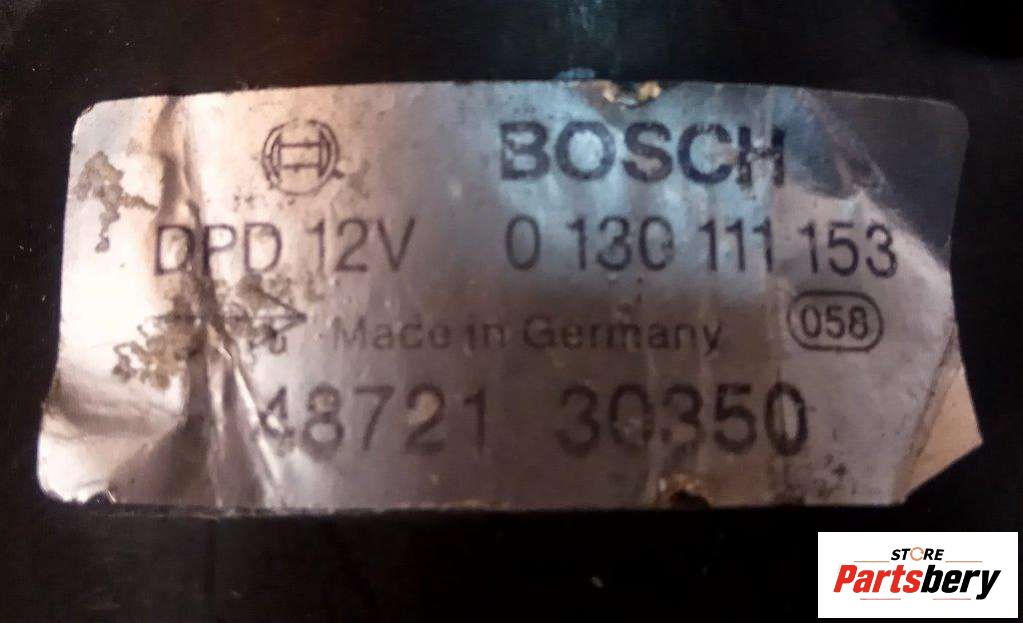 BOSCH
DPD 12V 0 130 111 153
Made in Germany 058
48721 30350
STORE
Partsbery